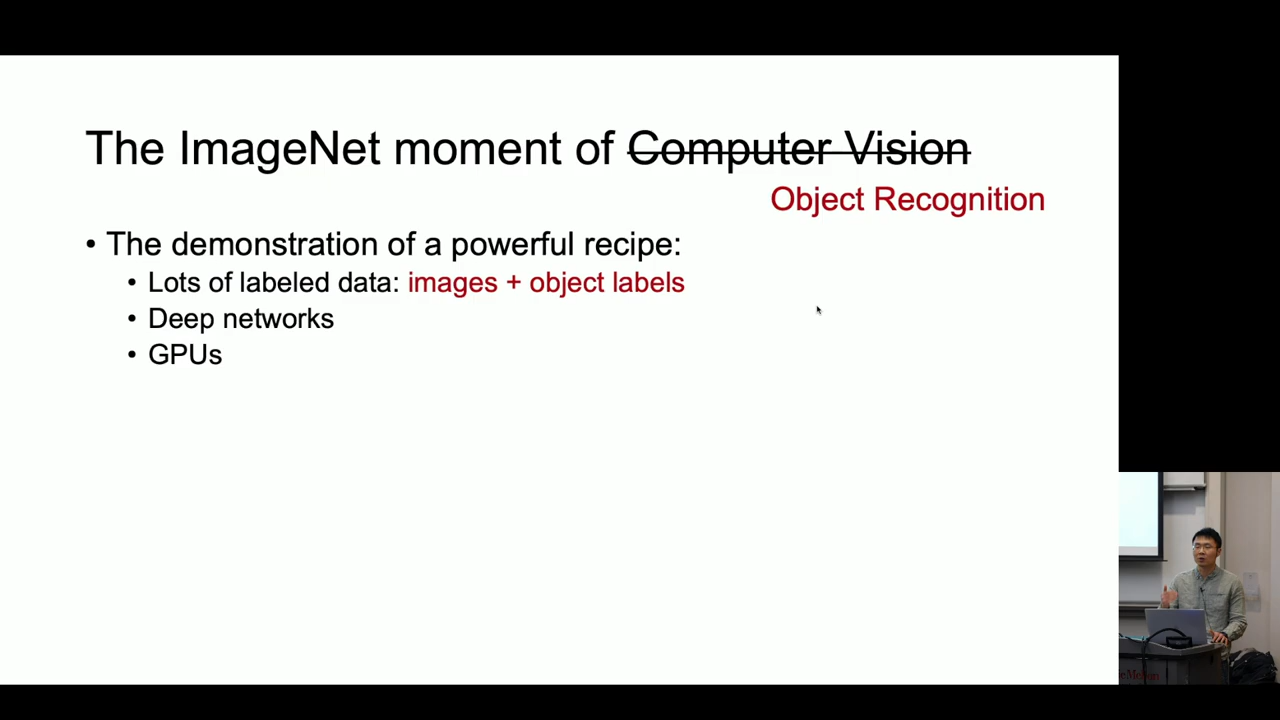 The ImageNet moment of Computer Vision
Object Recognition
• The demonstration of a powerful recipe:
• Lots of labeled data: images + object labels
• Deep networks
• GPUs